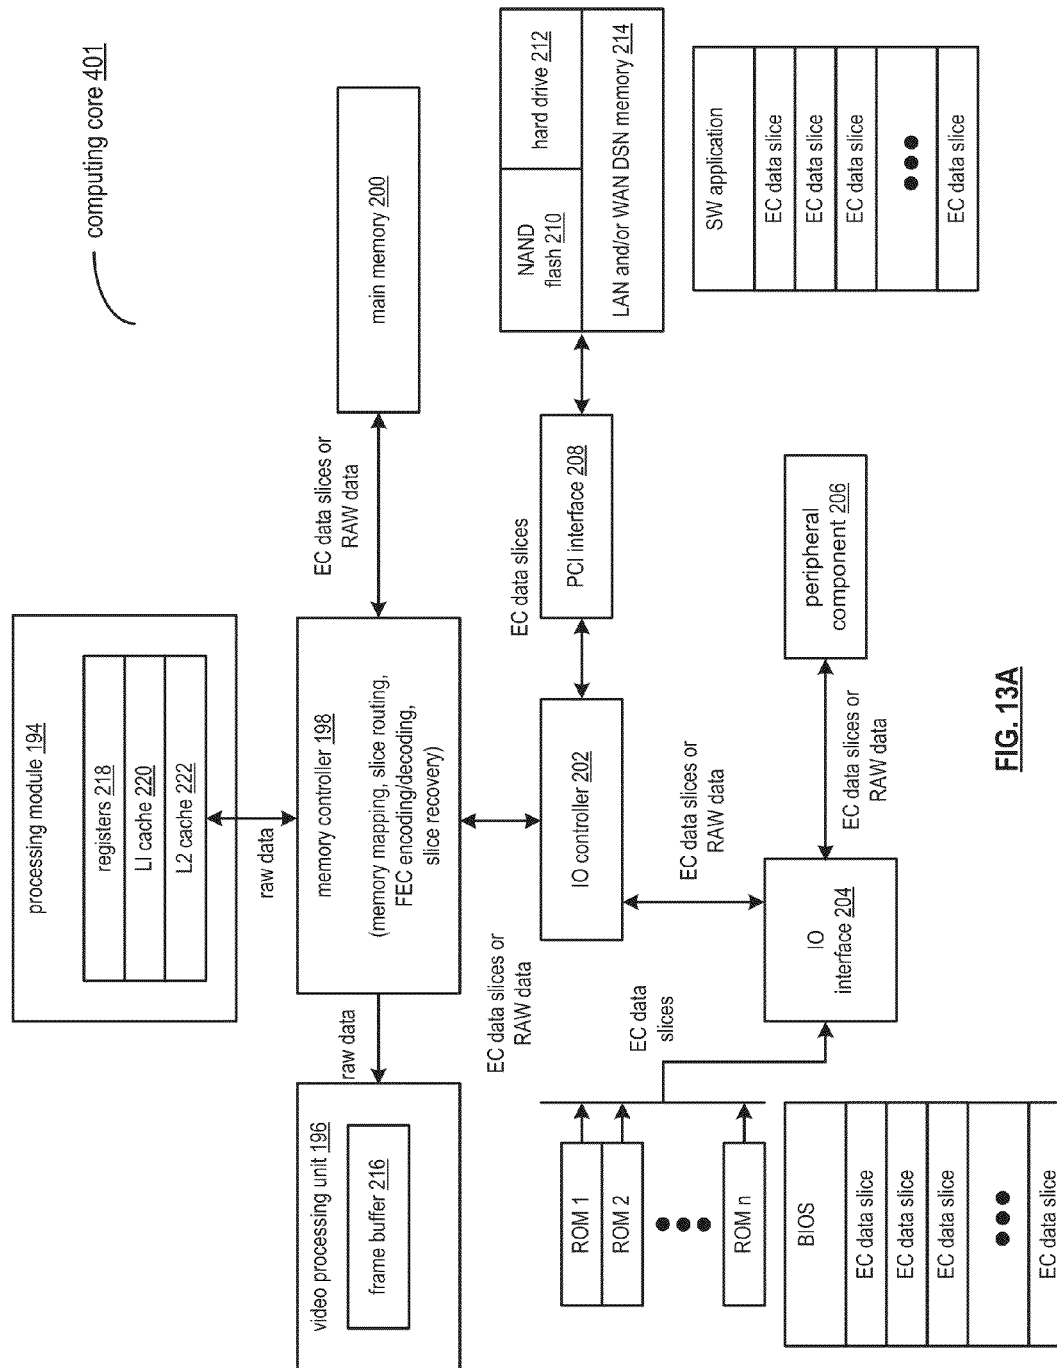 computing core 401
processing module 194
registers 218
L1 cache 220
L2 cache 222
raw data
video processing unit 196
frame buffer 216
raw data
memory controller 198
(memory mapping, slice routing,
FEC encoding/decoding,
slice recovery)
EC data slices or
RAW data
main memory 200
EC data slices or
RAW data
IO controller 202
EC data slices
PCI interface 208
NAND
flash 210
hard drive 212
LAN and/or WAN DSN memory 214
ROM 1
ROM 2
ROM n
EC data
slices
EC data slices or
RAW data
IO
interface 204
EC data slices or
RAW data
peripheral
component 206
BIOS
EC data slice
EC data slice
EC data slice
EC data slice
SW application
EC data slice
EC data slice
EC data slice
EC data slice
FIG. 13A